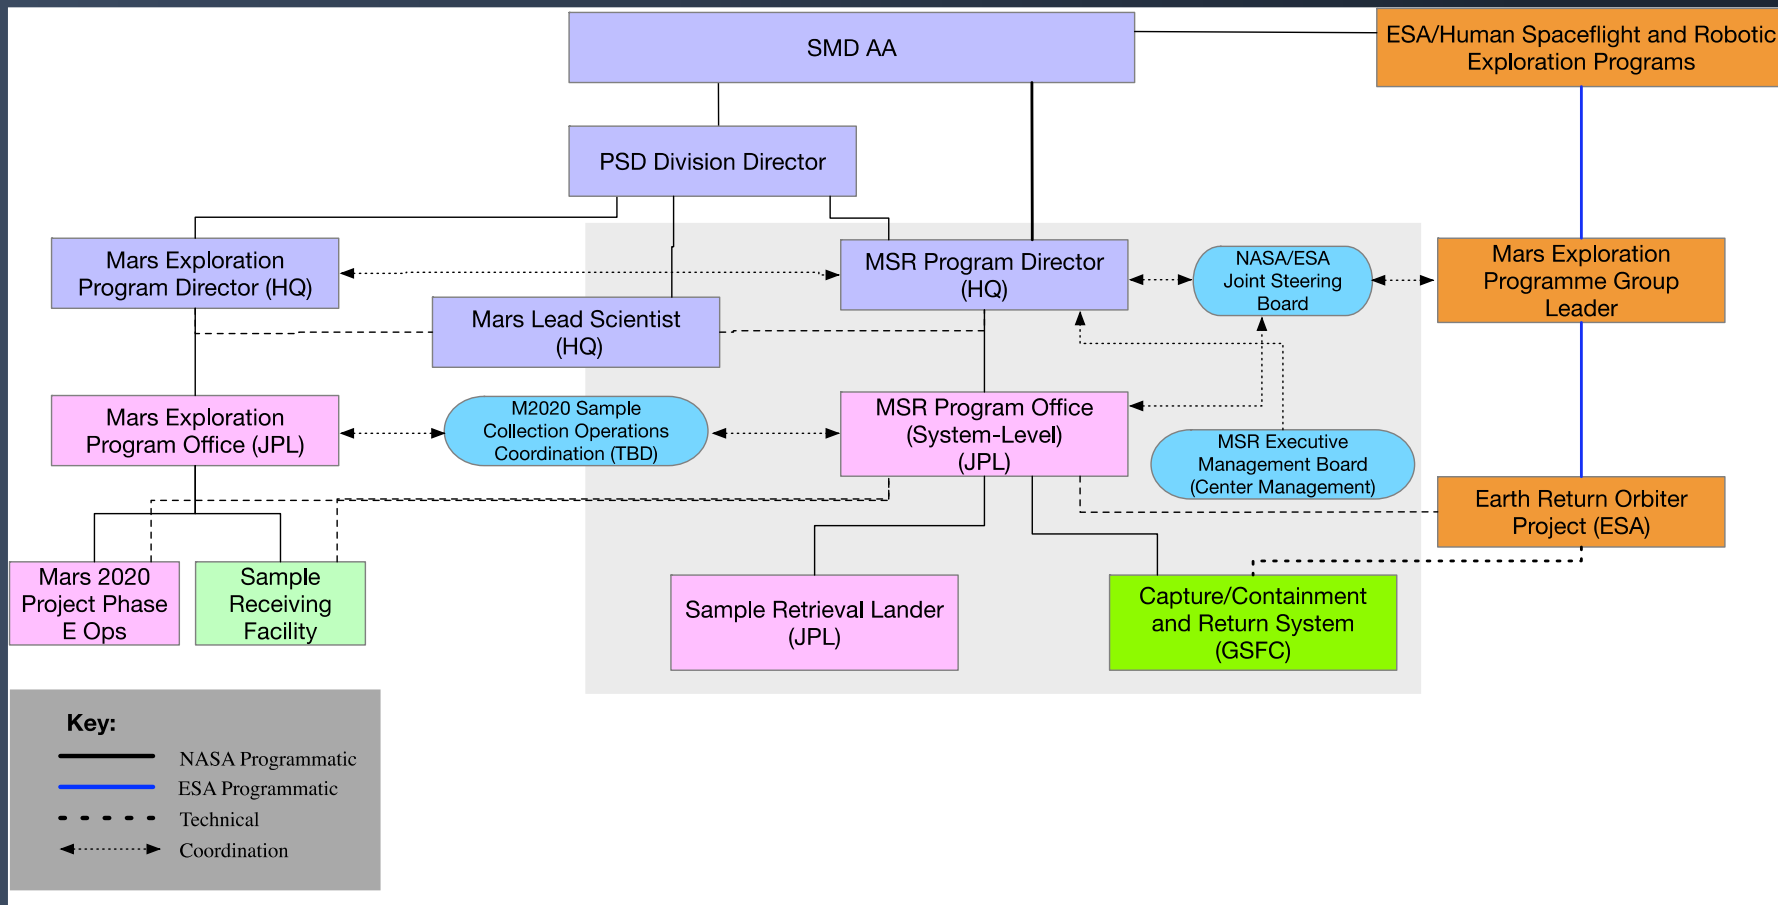 SMD AA
ESA/Human Spaceflight and Robotic
Exploration Programs
PSD Division Director
Mars Exploration
Program Director (HQ)
MSR Program Director
(HQ)
NASA/ESA
Joint Steering
Board
Mars Exploration
Programme Group
Leader
Mars Lead Scientist
(HQ)
Mars Exploration
Program Office (JPL)
M2020 Sample
Collection Operations
Coordination (TBD)
MSR Program Office
(System-Level)
(JPL)
MSR Executive
Management Board
(Center Management)
Earth Return Orbiter
Project (ESA)
Mars 2020
Project Phase
E Ops
Sample
Receiving
Facility
Sample Retrieval Lander
(JPL)
Capture/Containment
and Return System
(GSFC)
Key:
NASA Programmatic
ESA Programmatic
Technical
Coordination